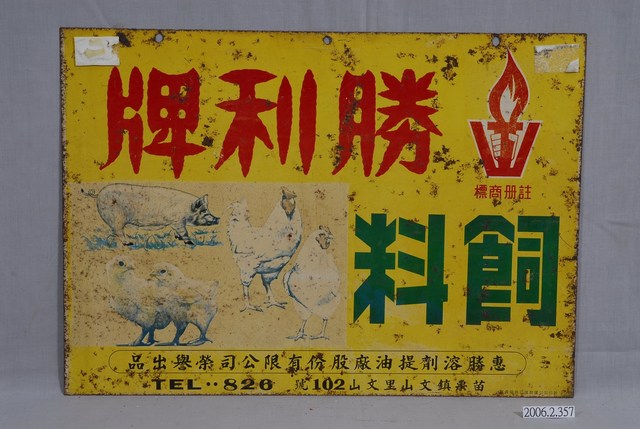 勝利牌
註册商標
飼料
惠勝溶劑提油廠股份有限公司榮譽出品
苗栗鎮文山里文山102號 TEL··826
2006.2.357